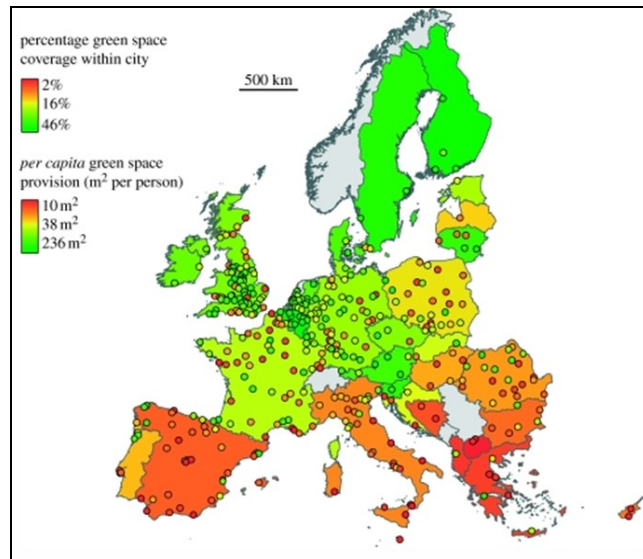 percentage green space
coverage within city
2%
16%
46%
500 km
per capita green space
provision (m² per person)
10 m²
38 m²
236 m²